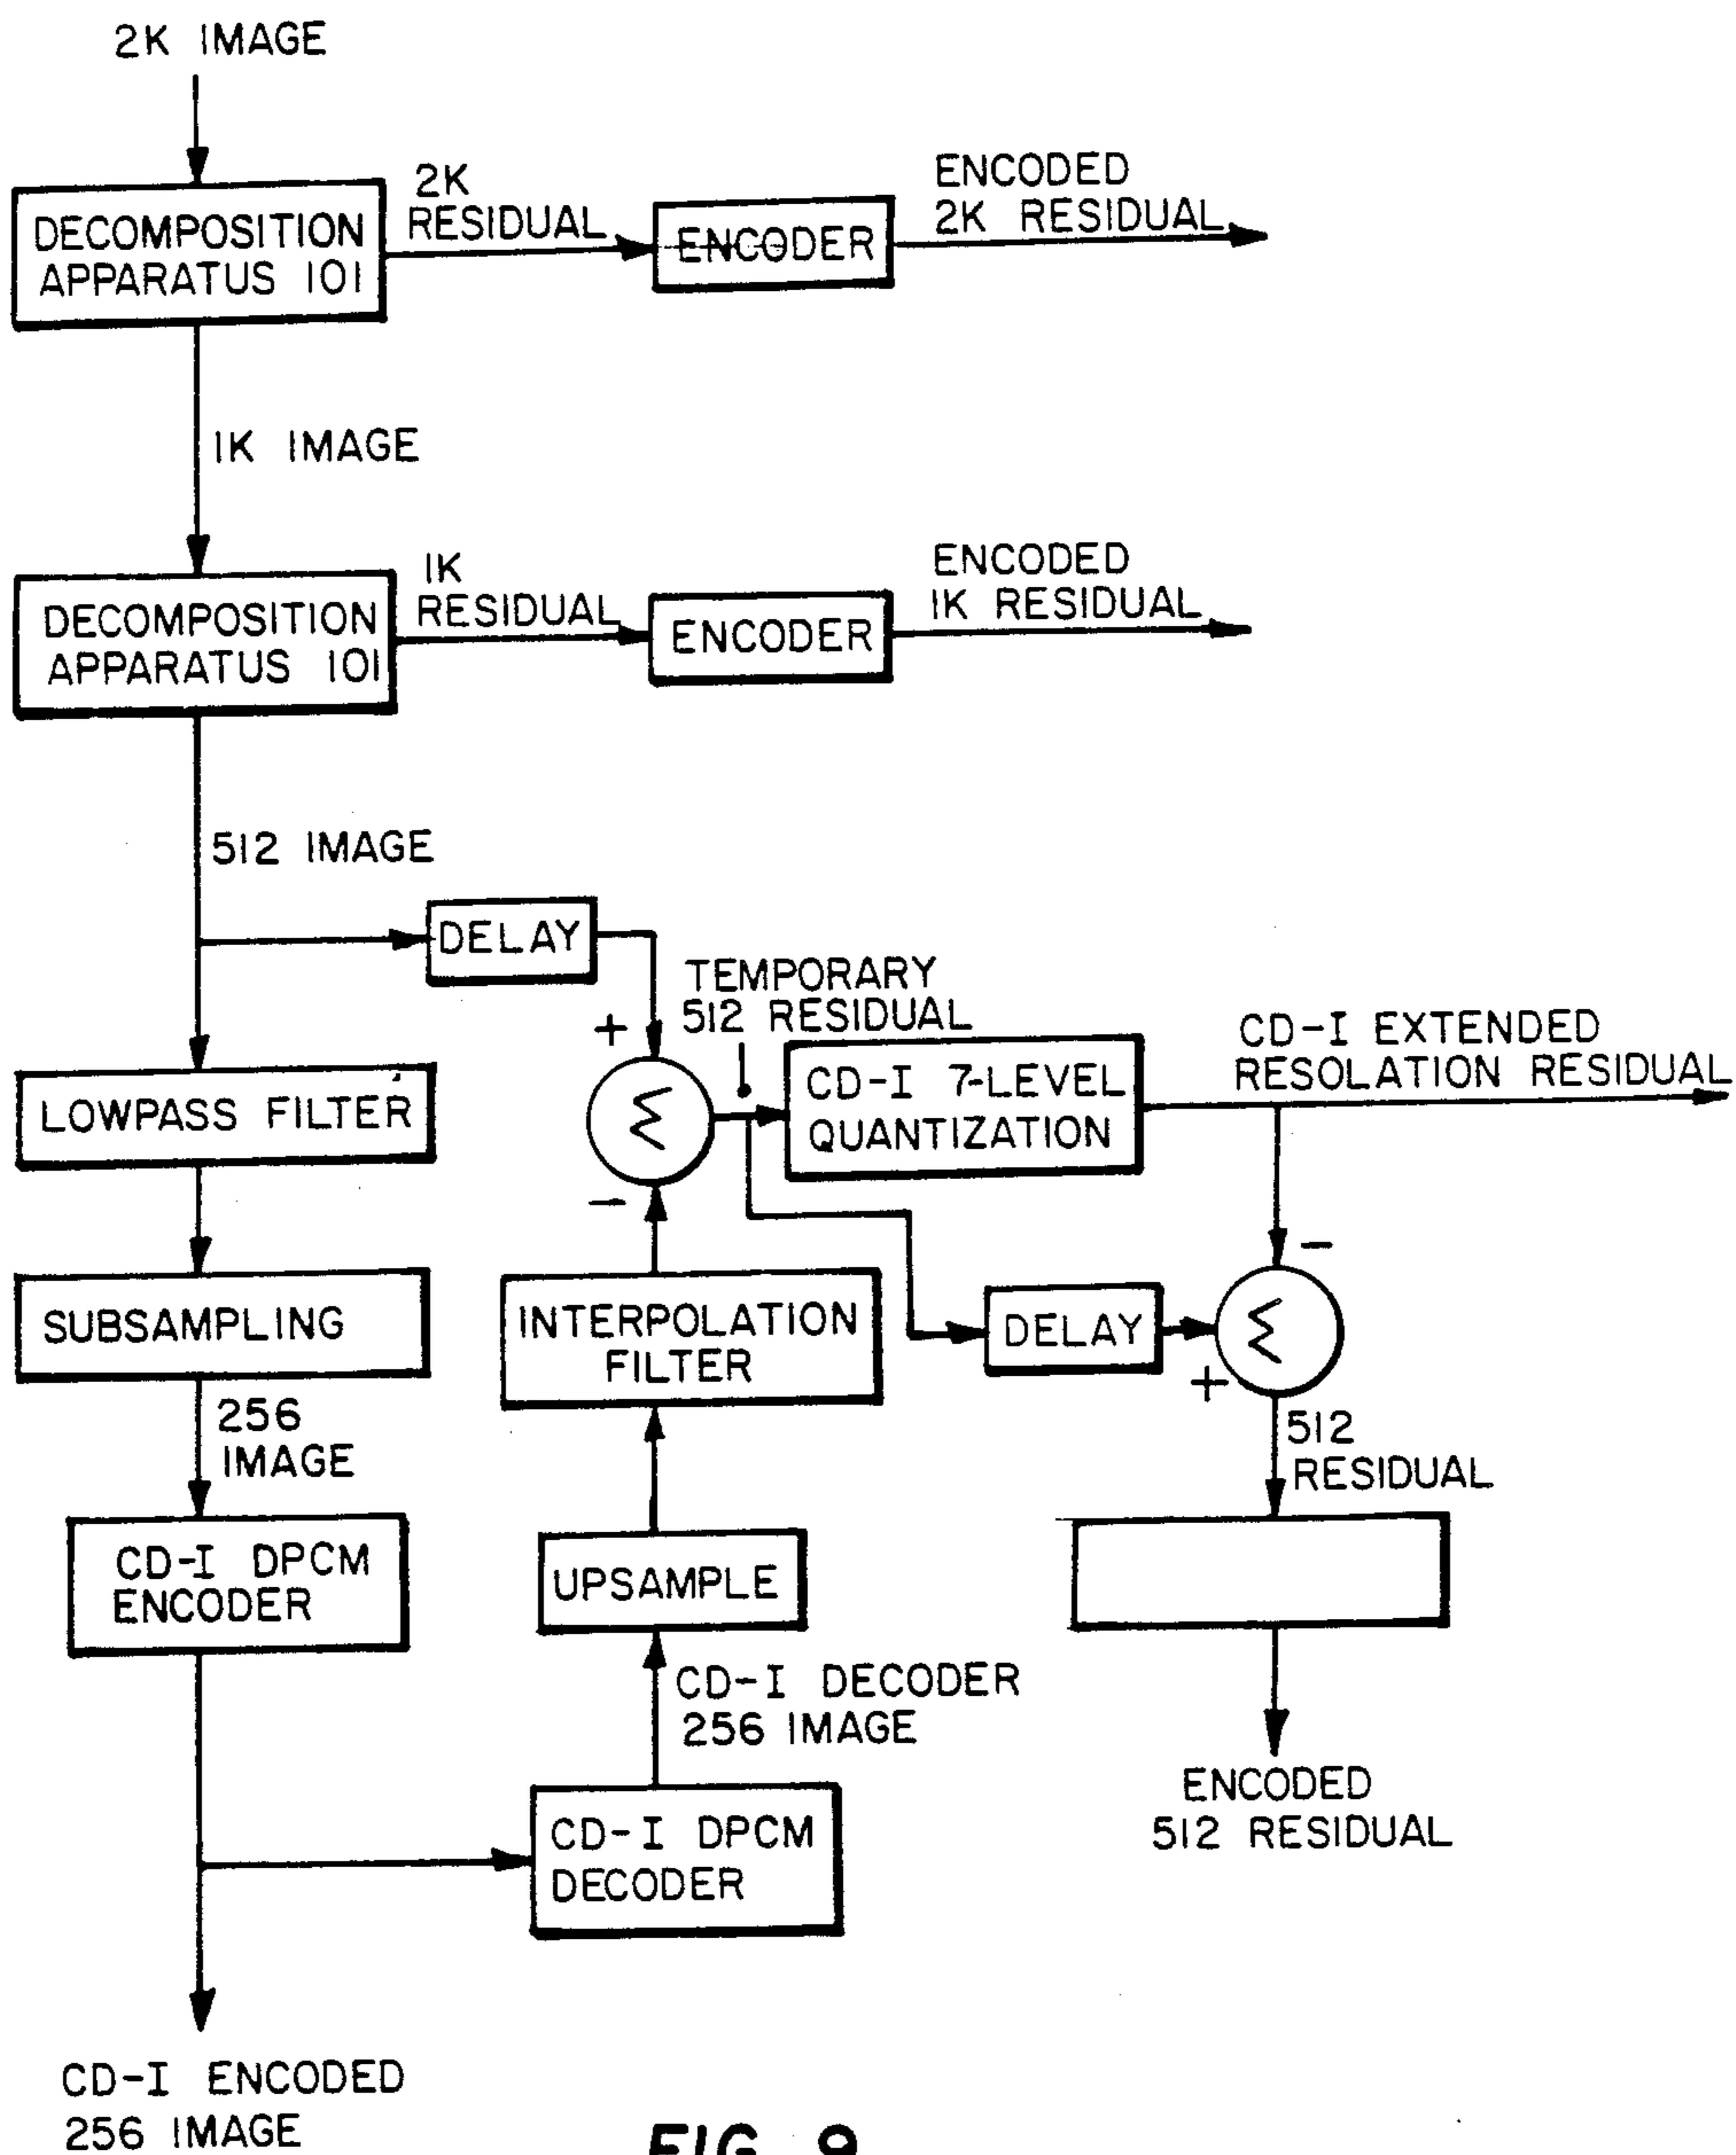 2K IMAGE
DECOMPOSITION
APPARATUS 101
2K
RESIDUAL
ENCODER
ENCODED
2K RESIDUAL
1K IMAGE
DECOMPOSITION
APPARATUS 101
1K
RESIDUAL
ENCODER
ENCODED
1K RESIDUAL
512 IMAGE
DELAY
TEMPORARY
512 RESIDUAL
+
-
Σ
CD-I 7-LEVEL
QUANTIZATION
CD-I EXTENDED
RESOLATION RESIDUAL
LOWPASS FILTER
SUBSAMPLING
INTERPOLATION
FILTER
DELAY
-
Σ
+
256
IMAGE
512
RESIDUAL
CD-I DPCM
ENCODER
UPSAMPLE
CD-I DECODER
256 IMAGE
CD-I DPCM
DECODER
ENCODED
512 RESIDUAL
CD-I ENCODED
256 IMAGE
FIG. 9